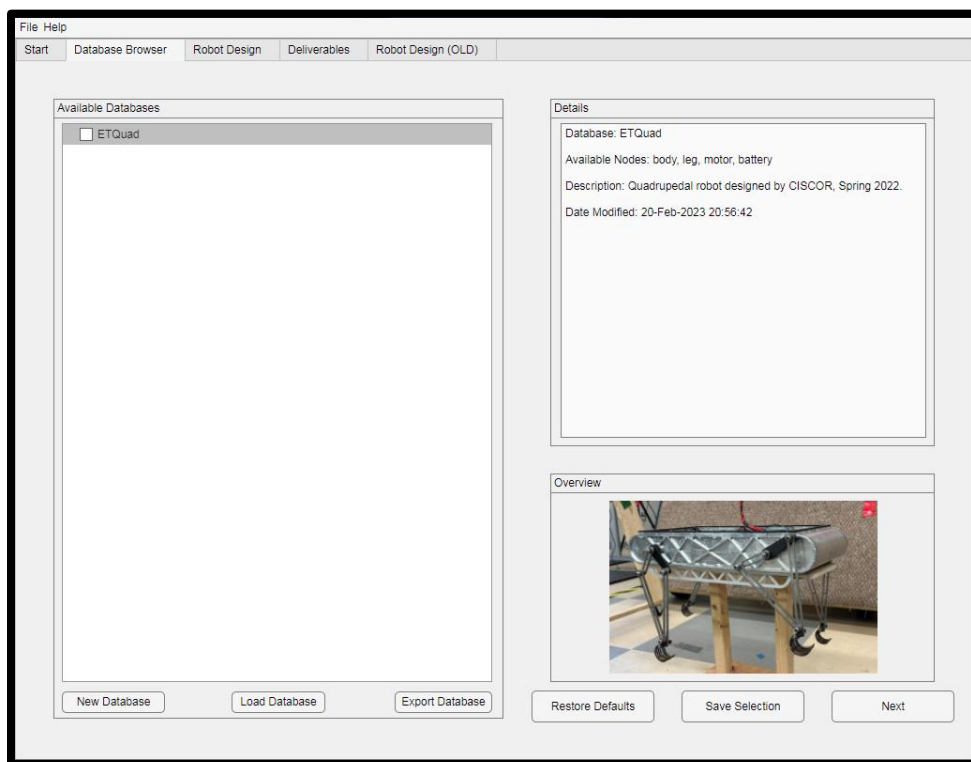 File Help
Start Database Browser Robot Design Deliverables Robot Design (OLD)
Available Databases
ETQuad
New Database Load Database Export Database
Details
Database: ETQuad
Available Nodes: body, leg, motor, battery
Description: Quadrupedal robot designed by CISCOR, Spring 2022.
Date Modified: 20-Feb-2023 20:56:42
Overview
Restore Defaults Save Selection Next